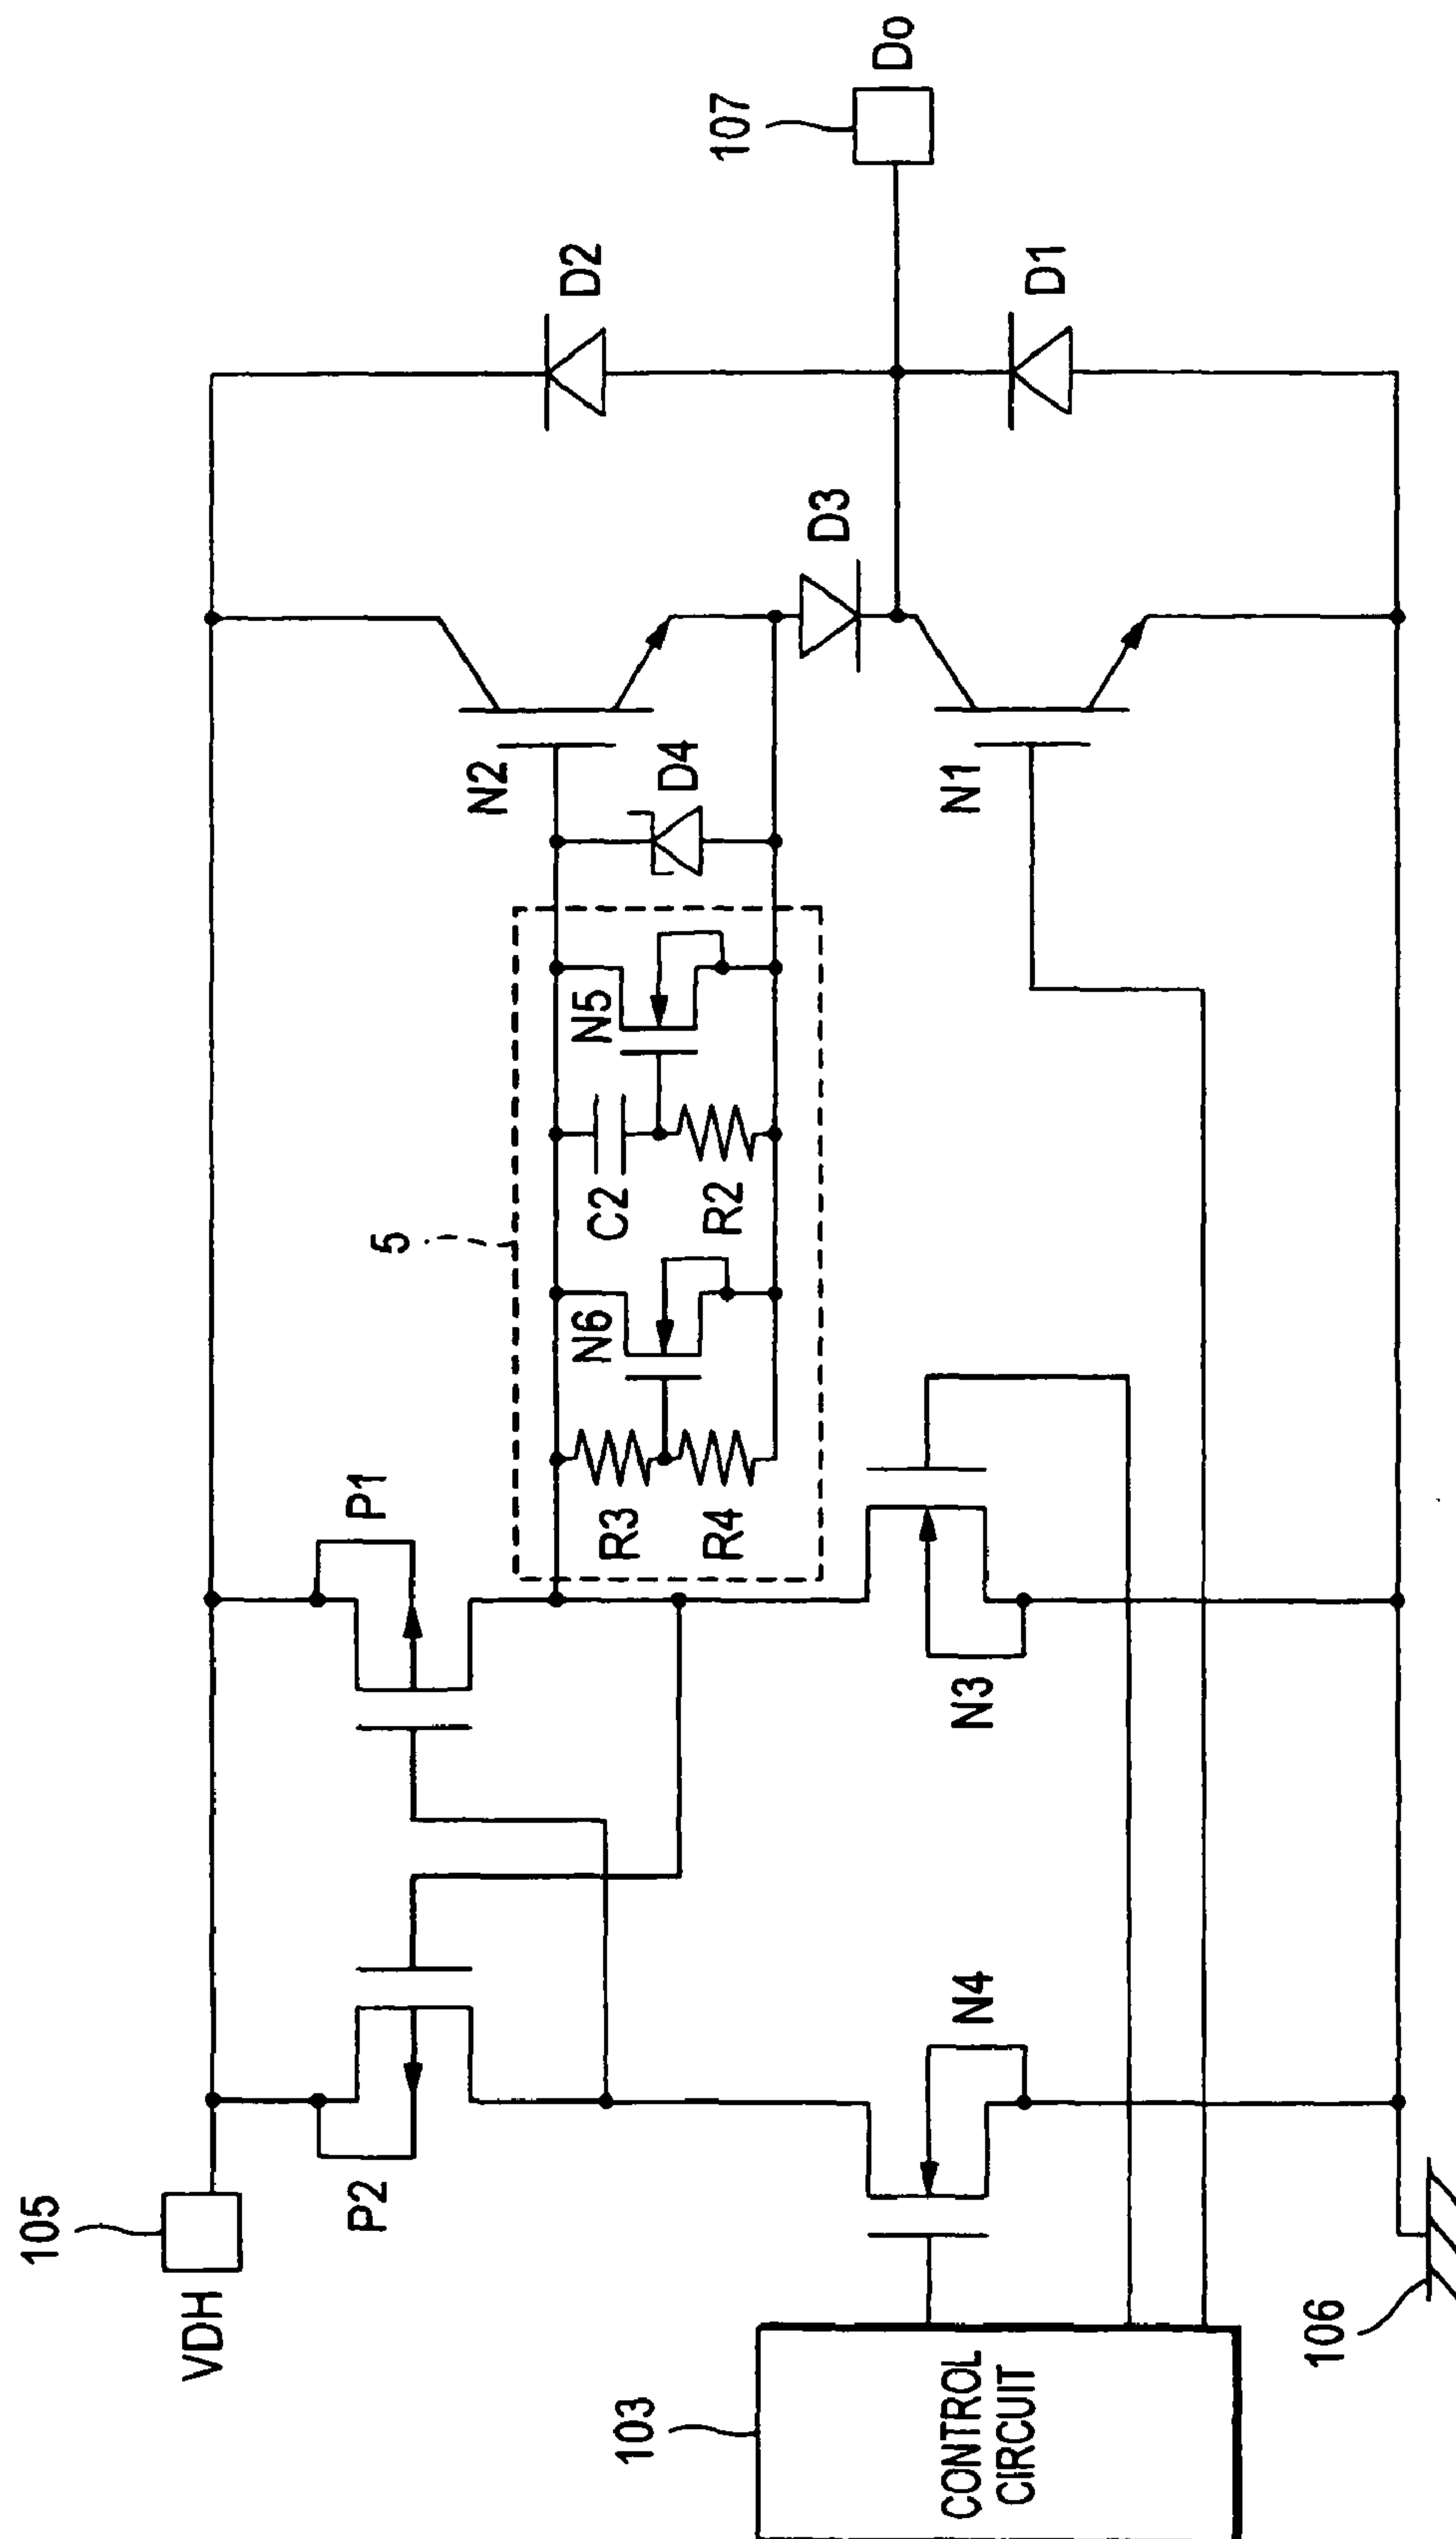 105
VDH
P2
P1
103
CONTROL
CIRCUIT
N4
N3
106
5
R3
R4
N6
C2
R2
N5
D4
N2
N1
D3
D2
D1
107
Do